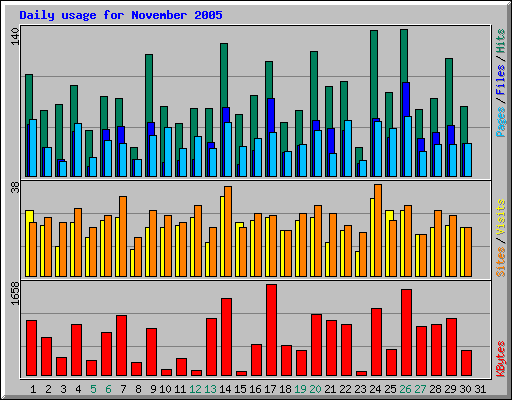 Daily usage for November 2005
140
Pages / Files / Hits
38
Sites / Visits
1658
KBytes
1 2 3 4 5 6 7 8 9 10 11 12 13 14 15 16 17 18 19 20 21 22 23 24 25 26 27 28 29 30 31